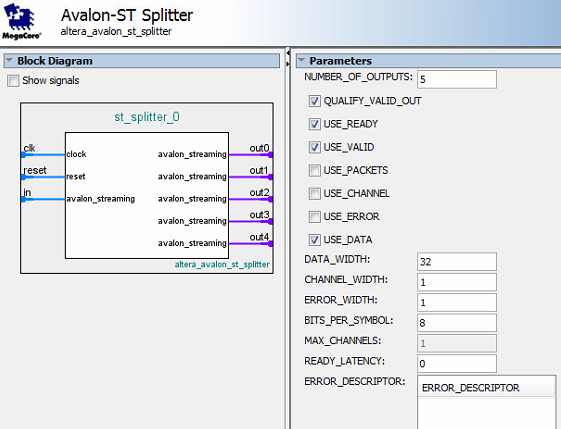 MegaCore®
Avalon-ST Splitter
altera_avalon_st_splitter
Block Diagram
Show signals
st_splitter_0
clk
clock
avalon_streaming
out0
reset
reset
avalon_streaming
out1
in
avalon_streaming
avalon_streaming
out2
avalon_streaming
out3
avalon_streaming
out4
altera_avalon_st_splitter
Parameters
NUMBER_OF_OUTPUTS: 5
QUALIFY_VALID_OUT
USE_READY
USE_VALID
USE_PACKETS
USE_CHANNEL
USE_ERROR
USE_DATA
DATA_WIDTH: 32
CHANNEL_WIDTH: 1
ERROR_WIDTH: 1
BITS_PER_SYMBOL: 8
MAX_CHANNELS: 1
READY_LATENCY: 0
ERROR_DESCRIPTOR: ERROR_DESCRIPTOR